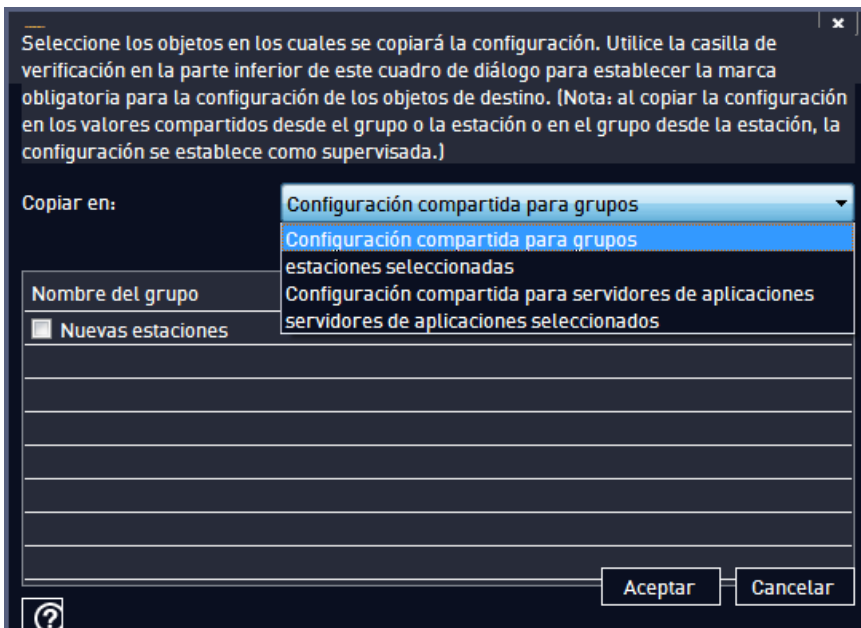 Seleccione los objetos en los cuales se copiará la configuración. Utilice la casilla de
verificación en la parte inferior de este cuadro de diálogo para establecer la marca
obligatoria para la configuración de los objetos de destino. (Nota: al copiar la configuración
en los valores compartidos desde el grupo o la estación o en el grupo desde la estación, la
configuración se establece como supervisada.)
Copiar en:
Configuración compartida para grupos
Configuración compartida para grupos
estaciones seleccionadas
Configuración compartida para servidores de aplicaciones
servidores de aplicaciones seleccionados
Nombre del grupo
Nuevas estaciones
Aceptar
Cancelar